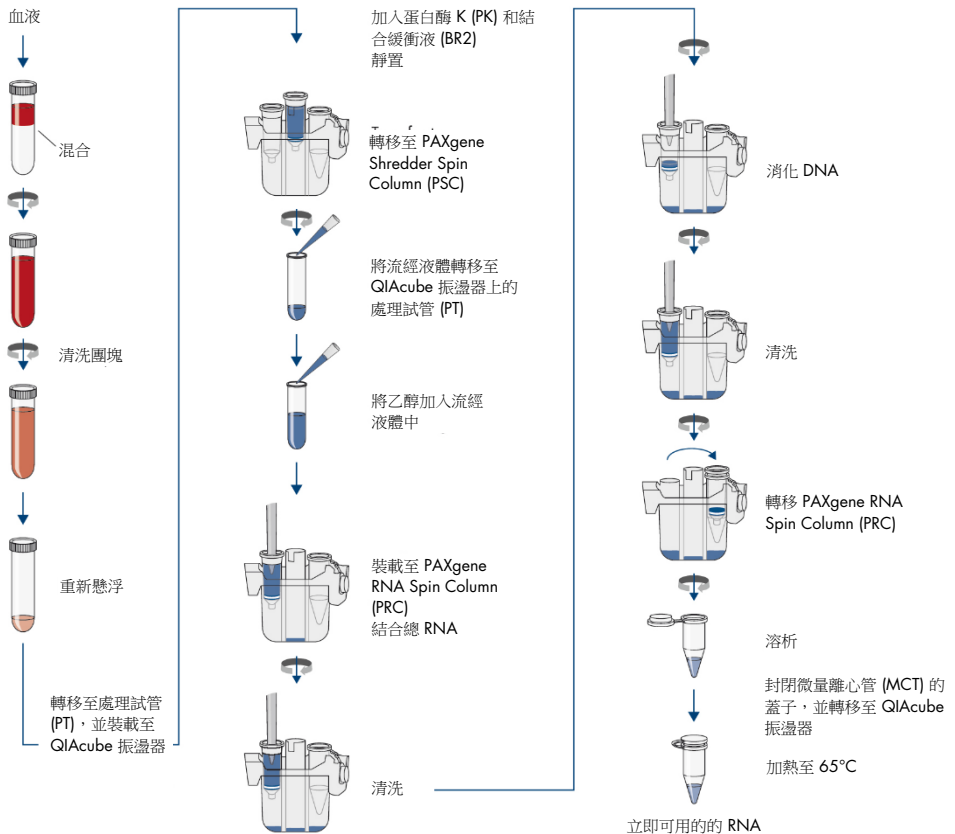 血液
混合
清洗團塊
重新懸浮
轉移至處理試管
(PT)，並裝載至
QIAcube 振盪器
加入蛋白酶 K (PK) 和結
合緩衝液 (BR2)
靜置
轉移至 PAXgene
Shredder Spin
Column (PSC)
將流經液體轉移至
QIAcube 振盪器上的
處理試管 (PT)
將乙醇加入流經
液體中
裝載至 PAXgene
RNA Spin Column
(PRC)
結合總 RNA
清洗
消化 DNA
清洗
轉移 PAXgene RNA
Spin Column (PRC)
溶析
封閉微量離心管 (MCT) 的
蓋子，並轉移至 QIAcube
振盪器
加熱至 65°C
立即可用的的 RNA